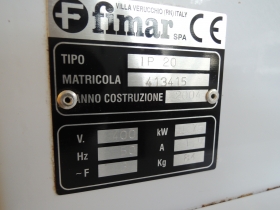 VILLA VERUCCHIO (RN) ITALY
F fimar CE
SPA
TIPO IP 20
MATRICOLA 413415
ANNO COSTRUZIONE
V. kW
Hz A
~F Kg